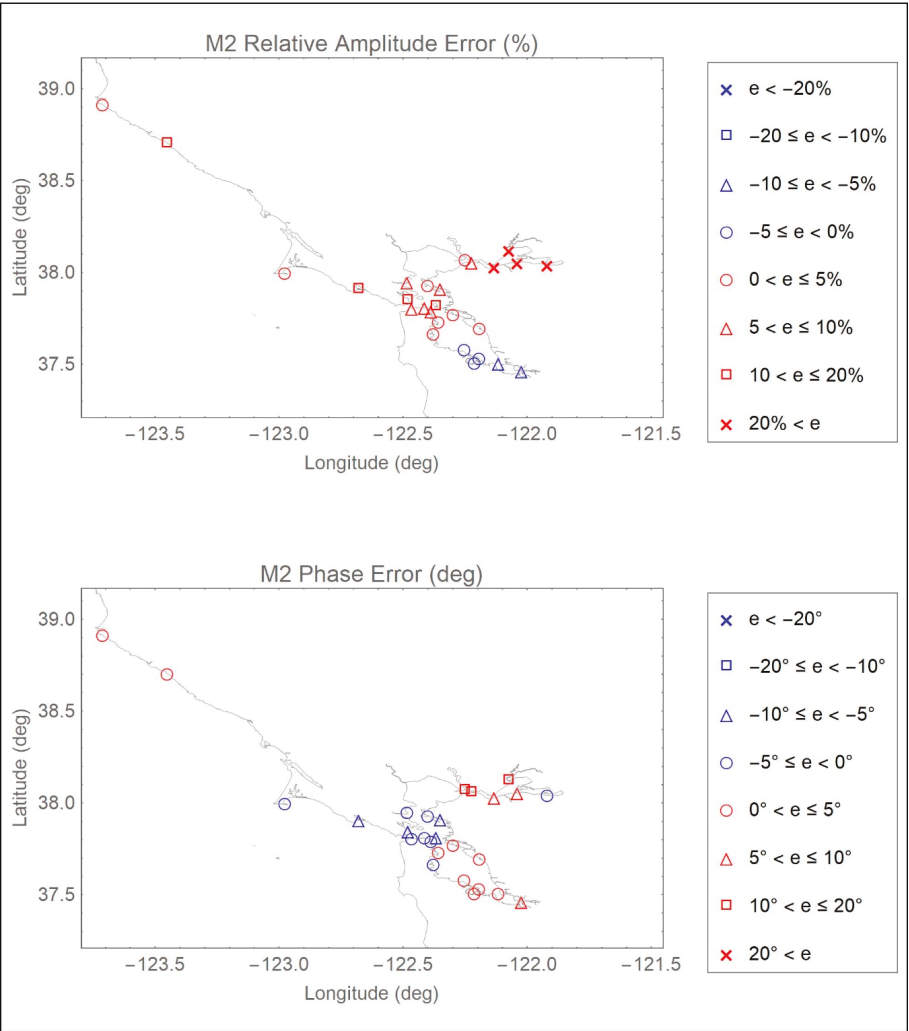 M2 Relative Amplitude Error (%)
39.0
38.5
38.0
37.5
Latitude (deg)
−123.5 −123.0 −122.5 −122.0 −121.5
Longitude (deg)
e < −20%
−20 ≤ e < −10%
−10 ≤ e < −5%
−5 ≤ e < 0%
0 < e ≤ 5%
5 < e ≤ 10%
10 < e ≤ 20%
20% < e
M2 Phase Error (deg)
39.0
38.5
38.0
37.5
Latitude (deg)
−123.5 −123.0 −122.5 −122.0 −121.5
Longitude (deg)
e < −20°
−20° ≤ e < −10°
−10° ≤ e < −5°
−5° ≤ e < 0°
0° < e ≤ 5°
5° < e ≤ 10°
10° < e ≤ 20°
20° < e